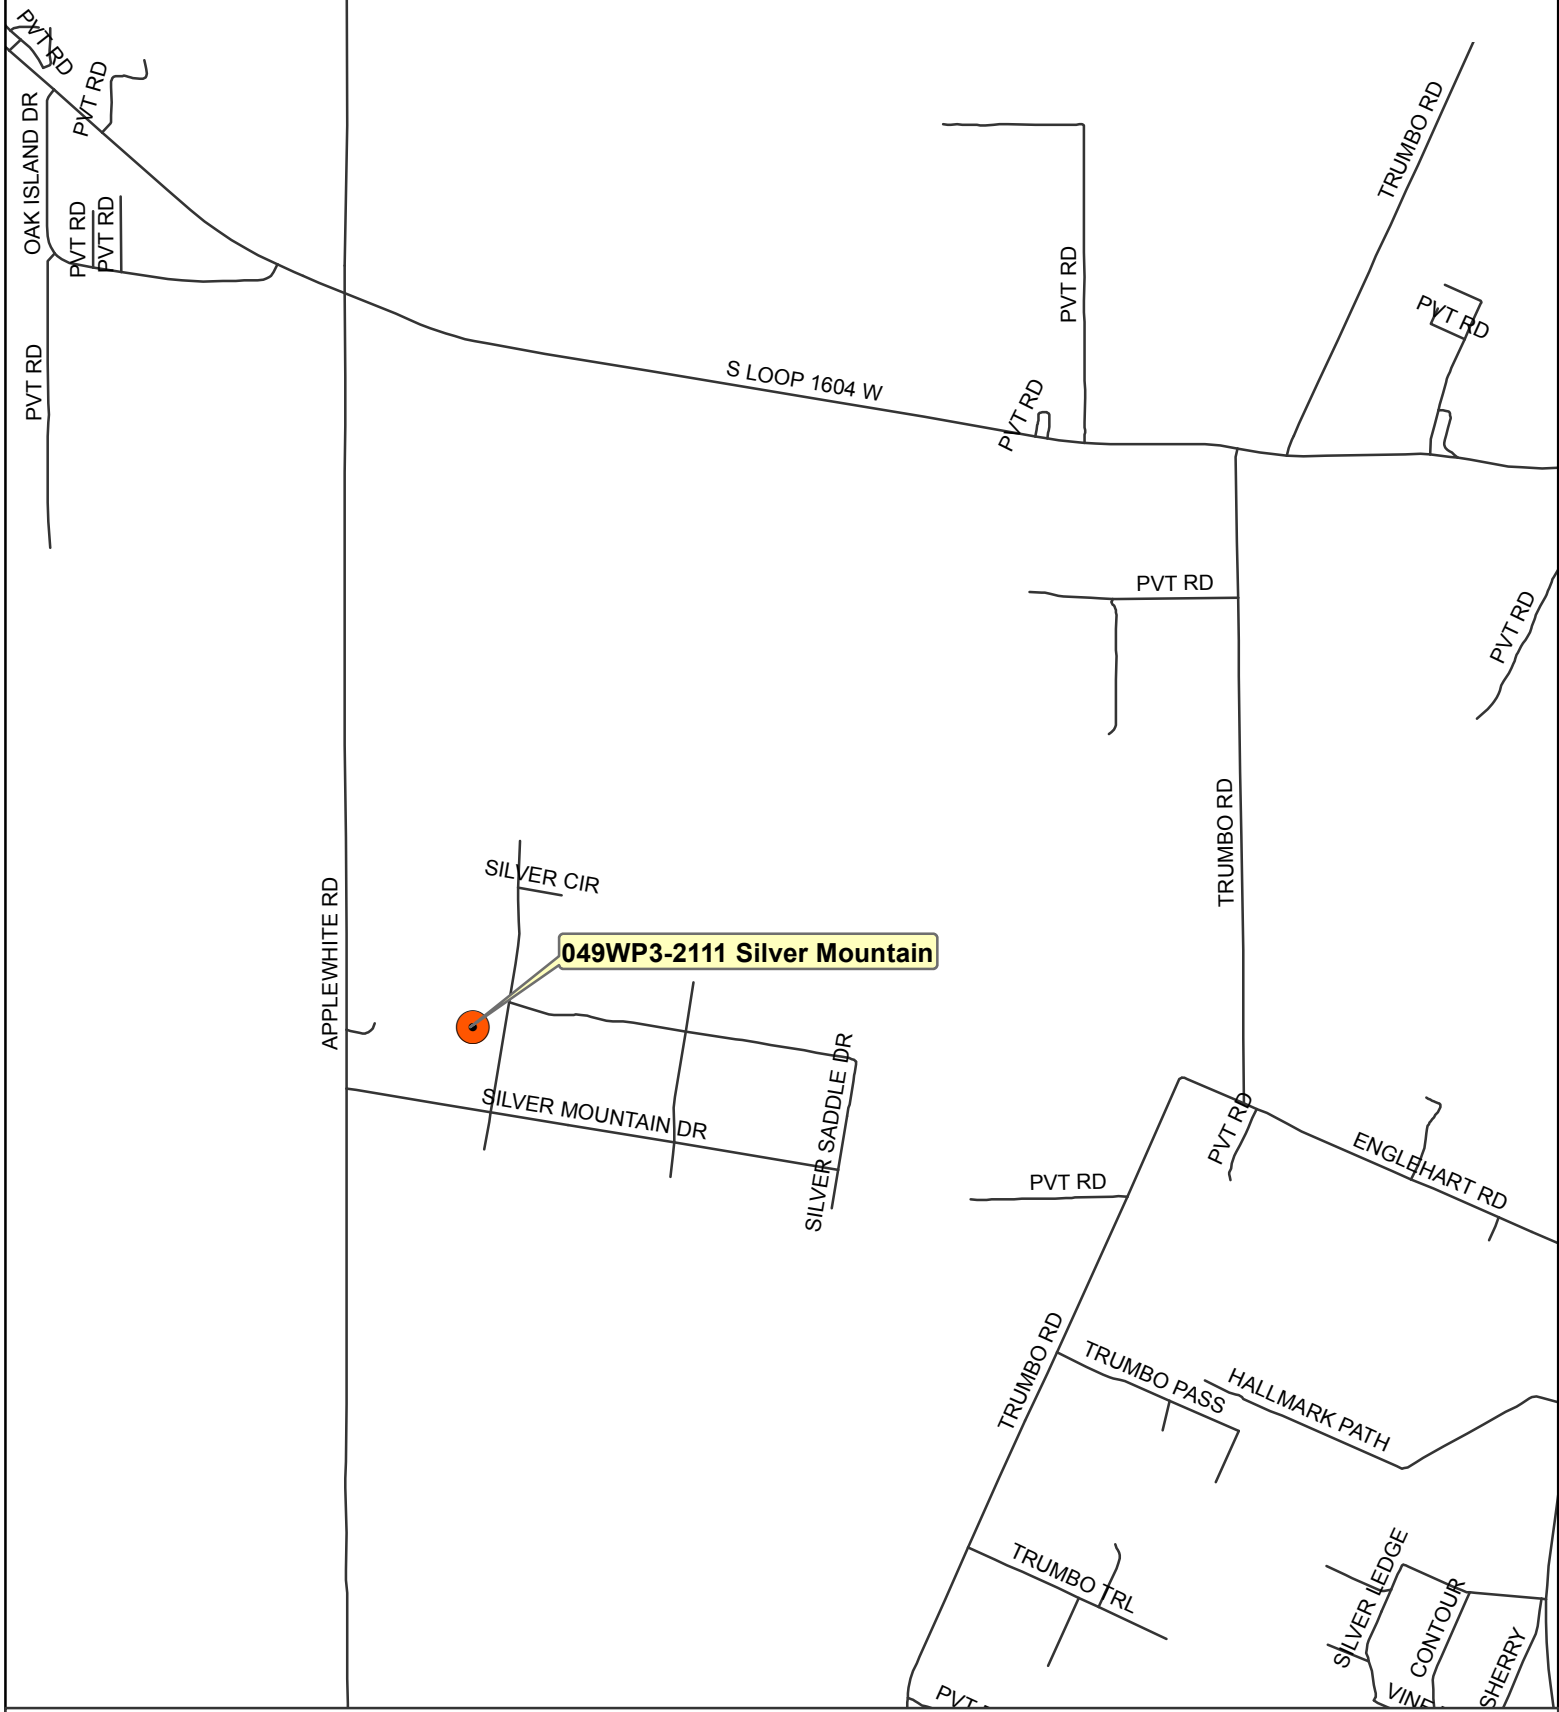 PVT RD
PVT RD
OAK ISLAND DR
PVT RD
PVT RD
PVT RD
TRUMBO RD
PVT RD
PVT RD
S LOOP 1604 W
PVT RD
PVT RD
PVT RD
TRUMBO RD
SILVER CIR
APPLEWHITE RD
049WP3-2111 Silver Mountain
SILVER MOUNTAIN DR
SILVER SADDLE DR
PVT RD
ENGLEHART RD
PVT RD
TRUMBO RD
TRUMBO PASS
HALLMARK PATH
TRUMBO TRL
SILVER LEDGE
CONTOUR
SHERRY
PVT